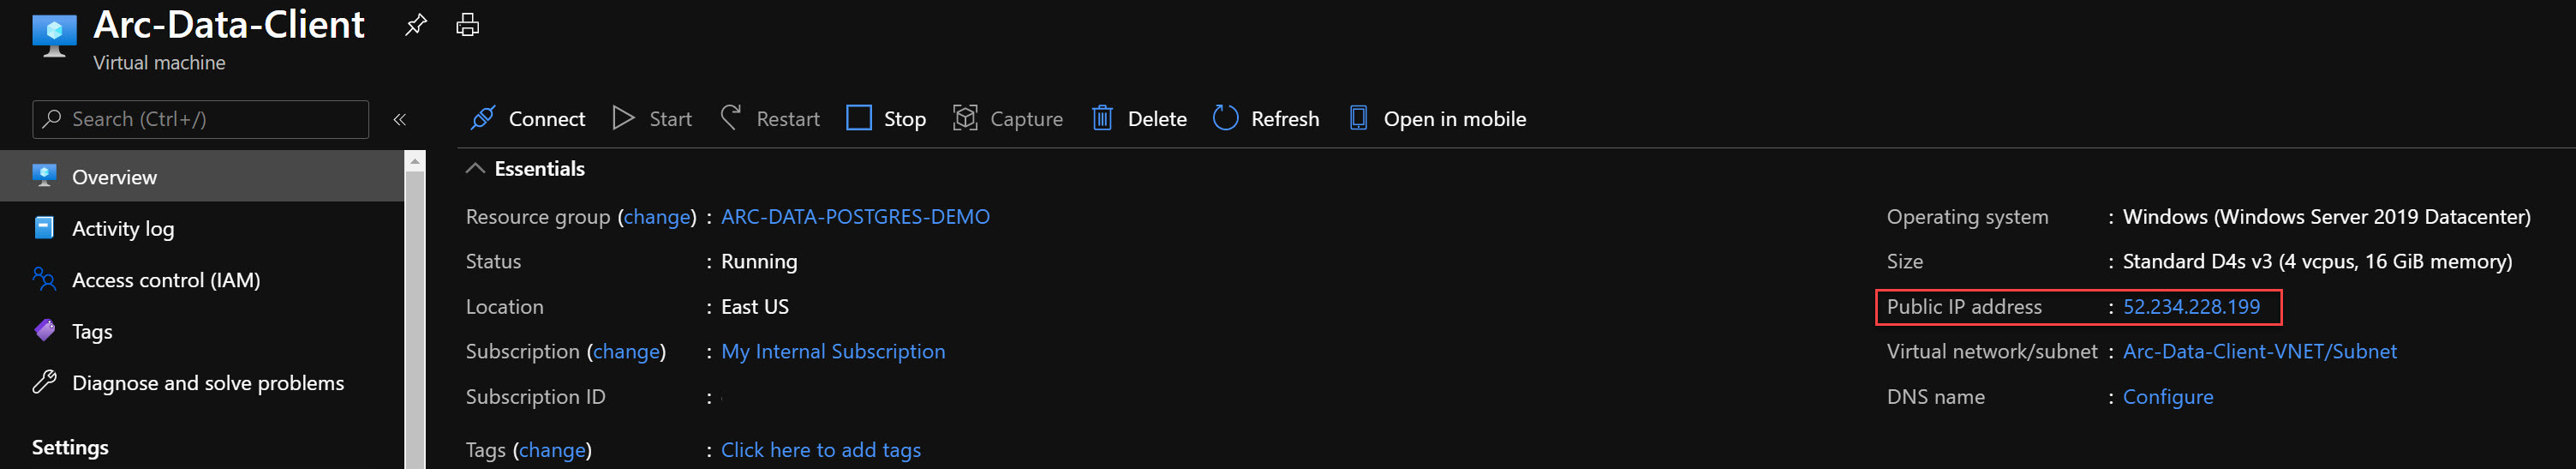 Arc-Data-Client
Virtual machine
Search (Ctrl+/)
«
Connect Start Restart Stop Capture Delete Refresh Open in mobile
Overview
Activity log
Access control (IAM)
Tags
Diagnose and solve problems
Settings
Essentials
Resource group (change) : ARC-DATA-POSTGRES-DEMO
Status : Running
Location : East US
Subscription (change) : My Internal Subscription
Subscription ID :
Tags (change) : Click here to add tags
Operating system : Windows (Windows Server 2019 Datacenter)
Size : Standard D4s v3 (4 vcpus, 16 GiB memory)
Public IP address : 52.234.228.199
Virtual network/subnet : Arc-Data-Client-VNET/Subnet
DNS name : Configure